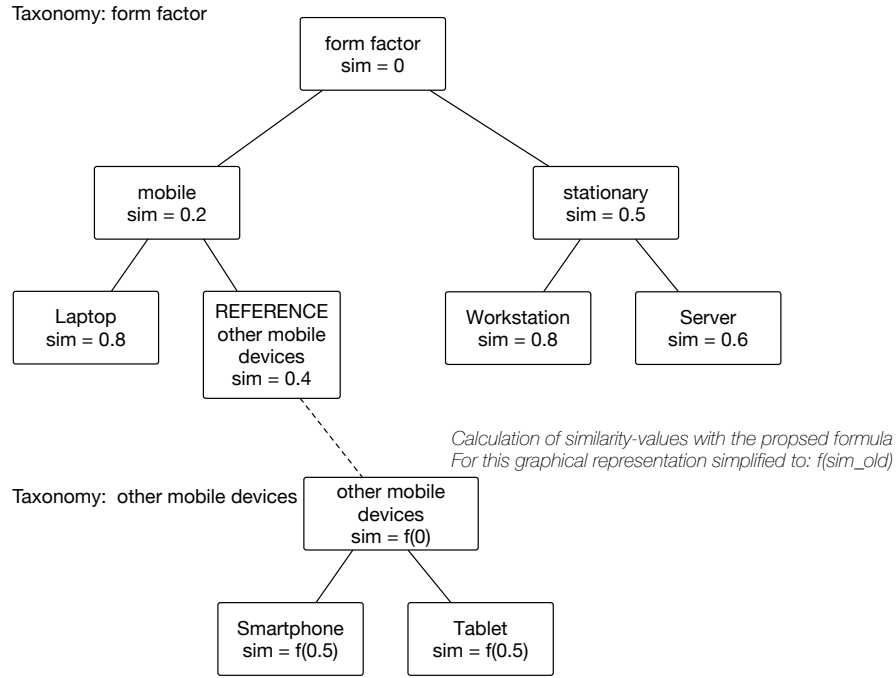 Taxonomy: form factor
form factor
sim = 0
mobile
sim = 0.2
stationary
sim = 0.5
Laptop
sim = 0.8
REFERENCE
other mobile
devices
sim = 0.4
Workstation
sim = 0.8
Server
sim = 0.6
Calculation of similarity-values with the propsed formula
For this graphical representation simplified to: f(sim_old)
Taxonomy: other mobile devices
other mobile
devices
sim = f(0)
Smartphone
sim = f(0.5)
Tablet
sim = f(0.5)